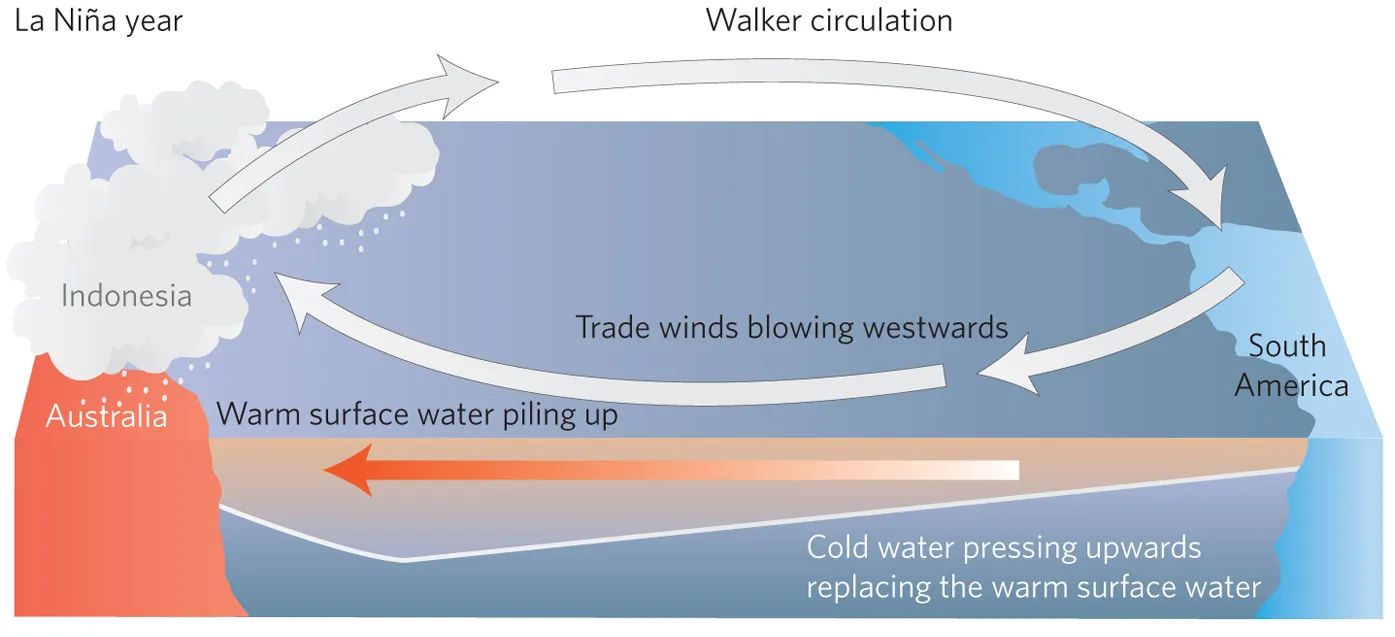 La Niña year
Walker circulation
Indonesia
Trade winds blowing westwards
South
America
Australia
Warm surface water piling up
Cold water pressing upwards
replacing the warm surface water